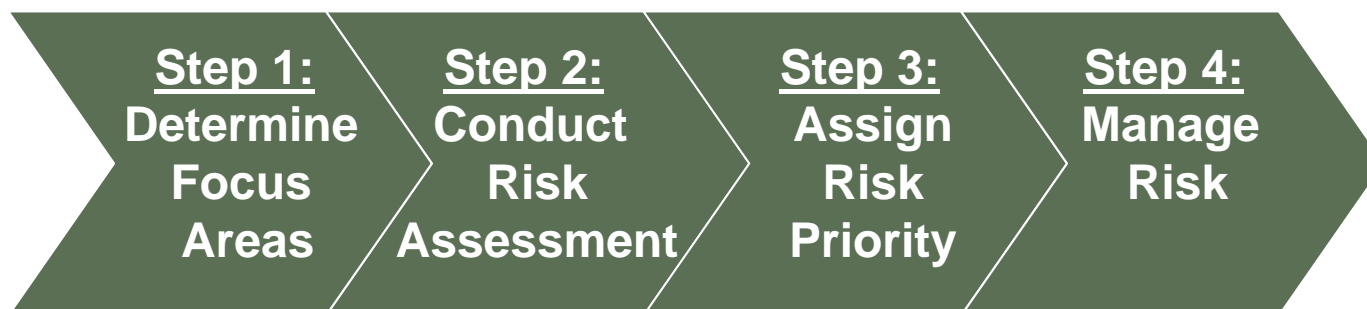 Step 1:
Determine
Focus
Areas
Step 2:
Conduct
Risk
Assessment
Step 3:
Assign
Risk
Priority
Step 4:
Manage
Risk